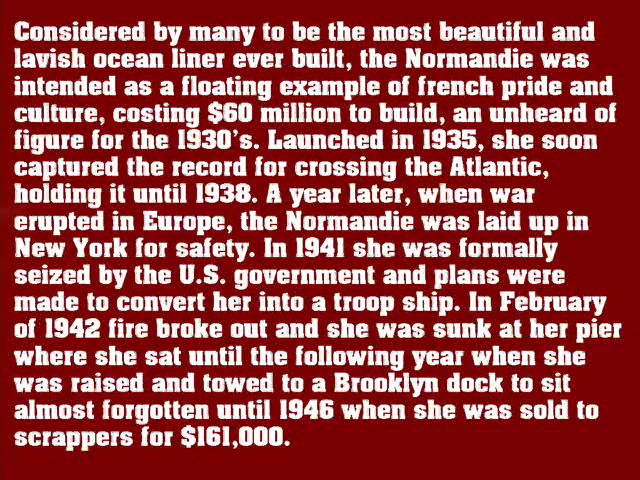 Considered by many to be the most beautiful and
lavish ocean liner ever built, the Normandie was
intended as a floating example of french pride and
culture, costing $60 million to build, an unheard of
figure for the 1930's. Launched in 1935, she soon
captured the record for crossing the Atlantic,
holding it until 1938. A year later, when war
erupted in Europe, the Normandie was laid up in
New York for safety. In 1941 she was formally
seized by the U.S. government and plans were
made to convert her into a troop ship. In February
of 1942 fire broke out and she was sunk at her pier
where she sat until the following year when she
was raised and towed to a Brooklyn dock to sit
almost forgotten until 1946 when she was sold to
scrappers for $161,000.